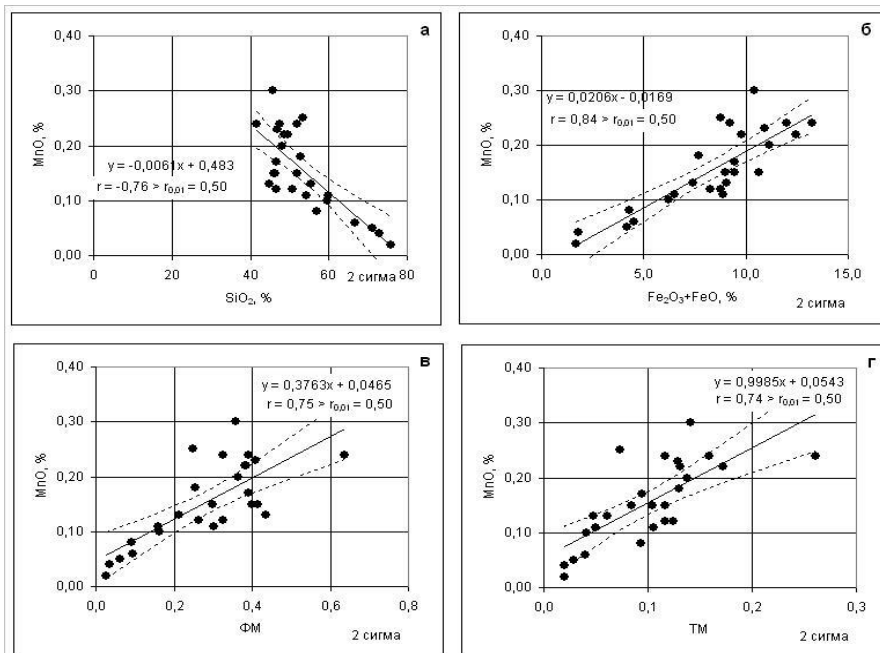 а
0,40
0,30
0,20
0,10
0,00
MnO, %
y = -0,0061x + 0,483
r = -0,76 > r0,01 = 0,50
0
20
40
60
80
SiO2, %
2 сигма
б
0,40
0,30
0,20
0,10
0,00
MnO, %
y = 0,0206x - 0,0169
r = 0,84 > r0,01 = 0,50
0,0
5,0
10,0
15,0
Fe2O3+FeO, %
2 сигма
в
0,40
0,30
0,20
0,10
0,00
MnO, %
y = 0,3763x + 0,0465
r = 0,75 > r0,01 = 0,50
0,0
0,2
0,4
0,6
0,8
ФМ
2 сигма
г
0,40
0,30
0,20
0,10
0,00
MnO, %
y = 0,9985x + 0,0543
r = 0,74 > r0,01 = 0,50
0,0
0,1
0,2
0,3
ТМ
2 сигма